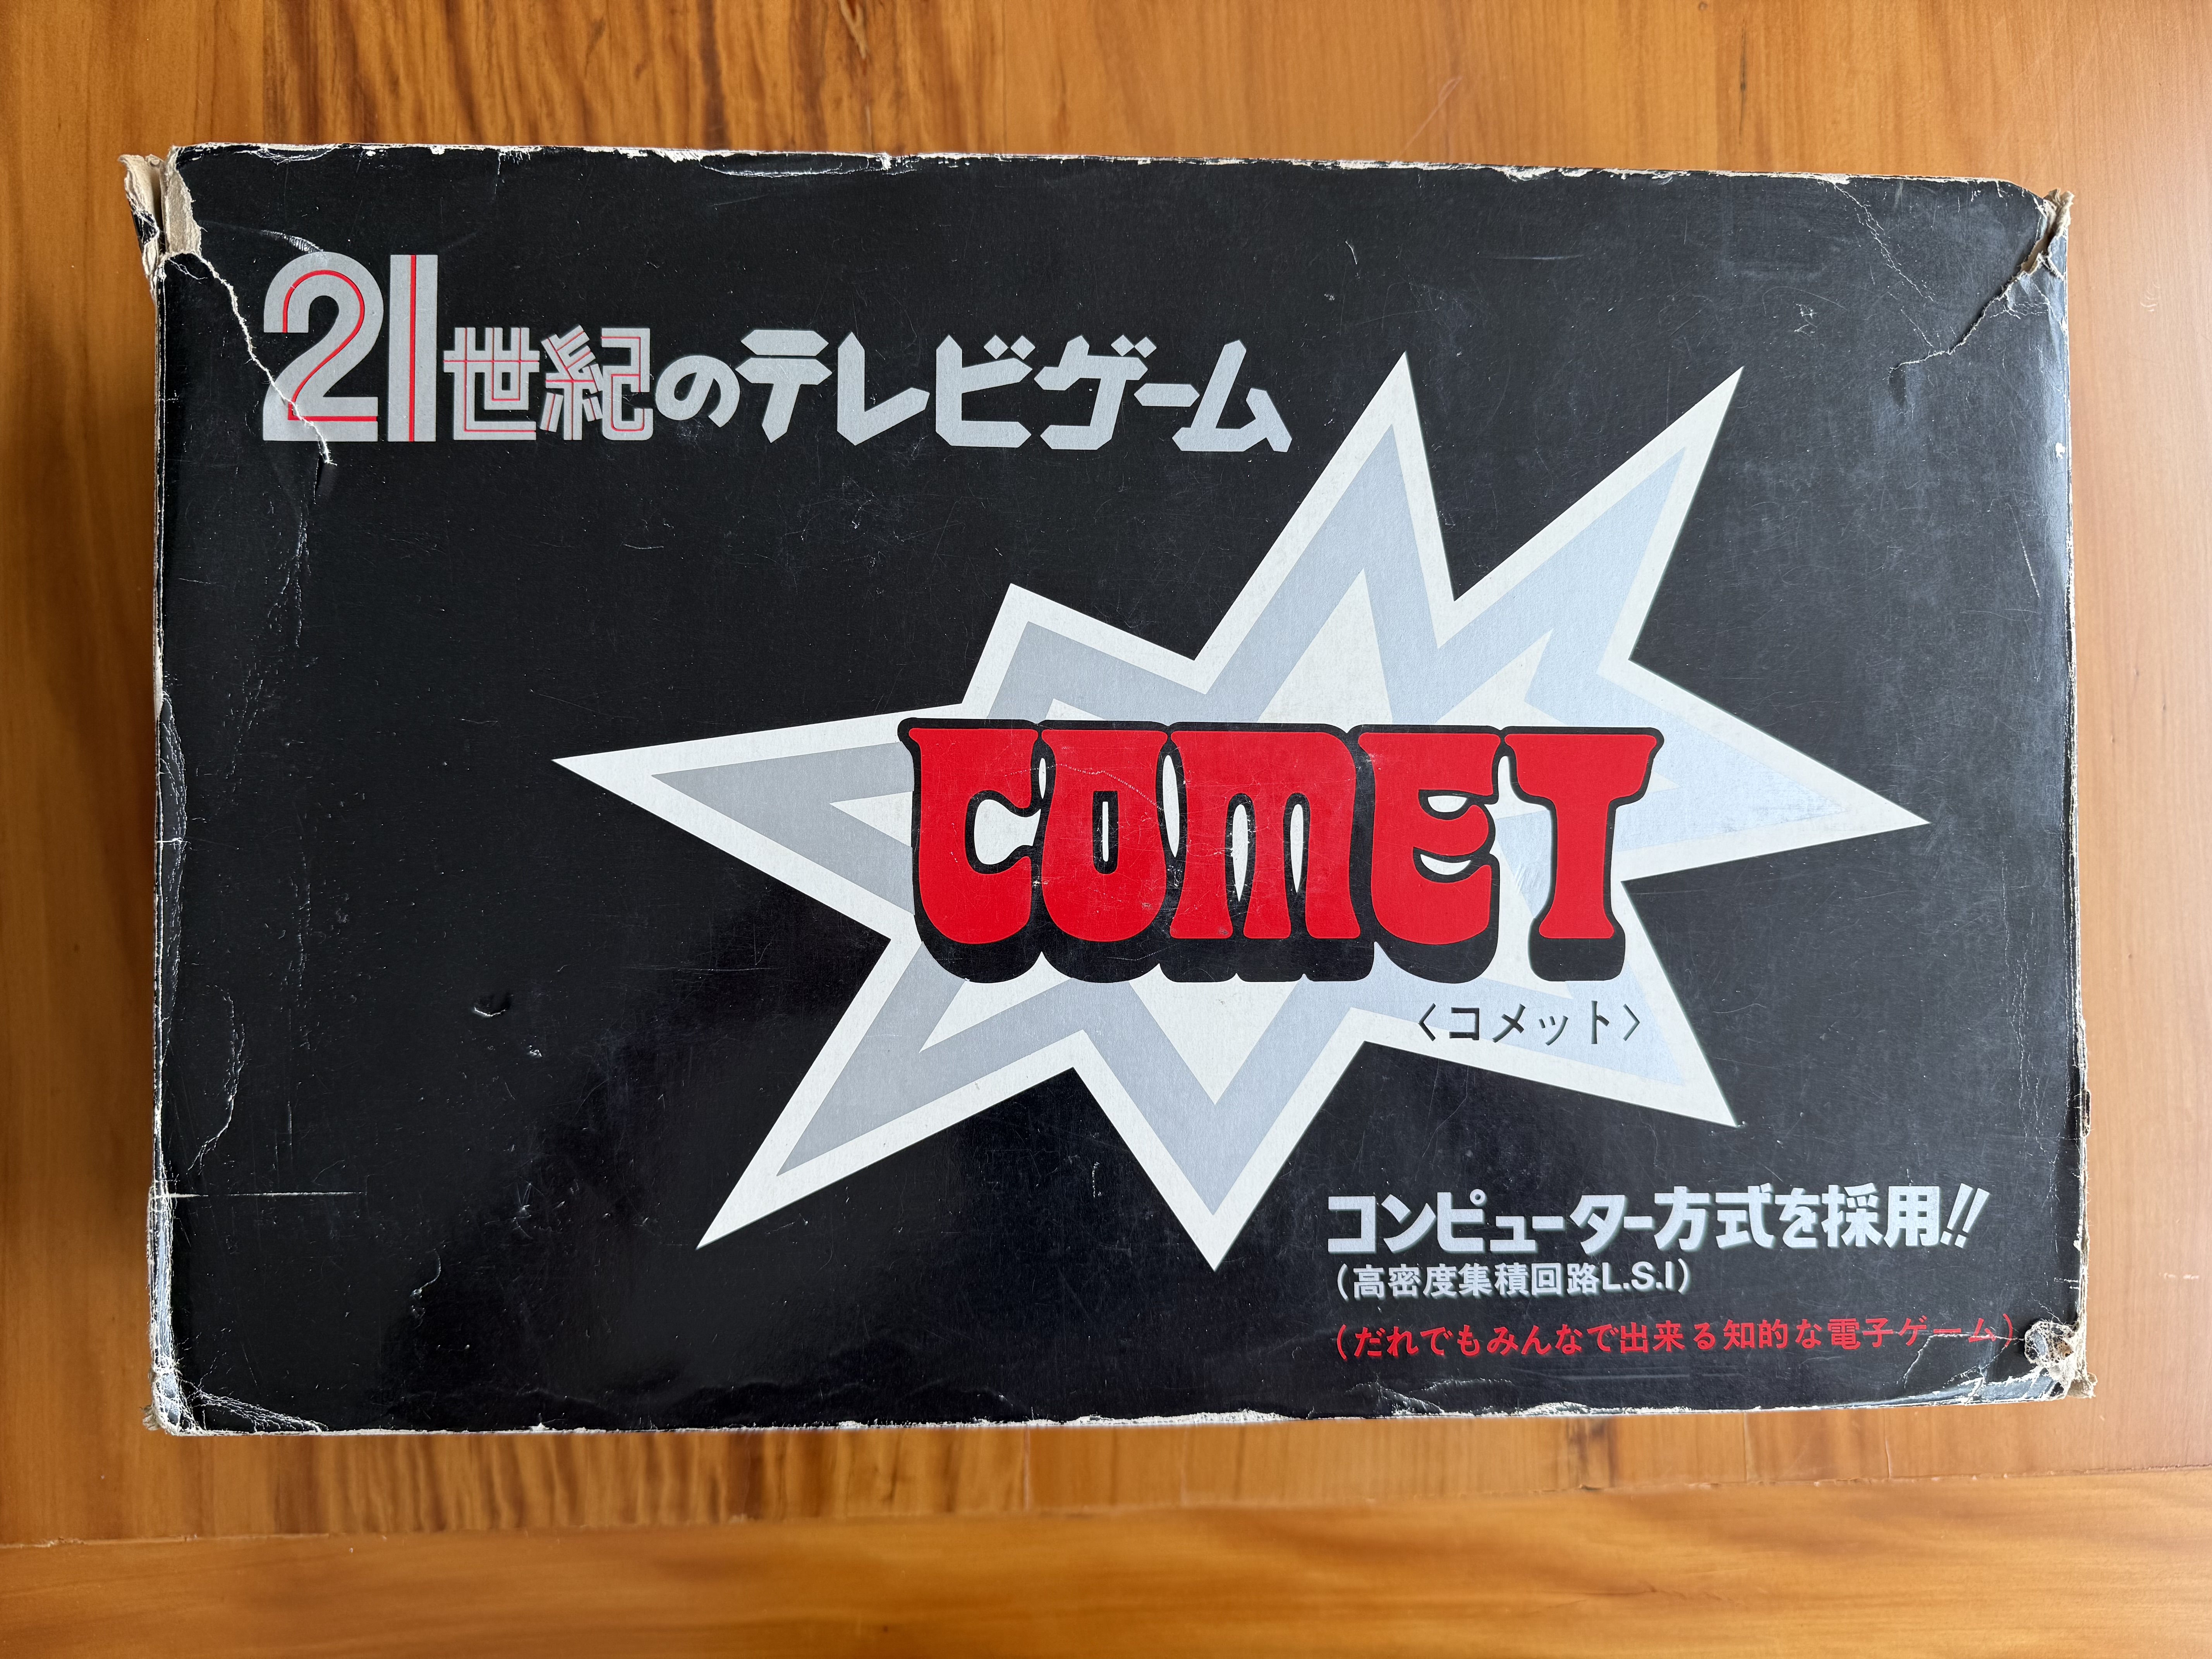 21世紀のテレビゲーム
COMET
〈コメット〉
コンピューター方式を採用!!
(高密度集積回路L.S.I)
(だれでもみんなで出来る知的な電子ゲーム)